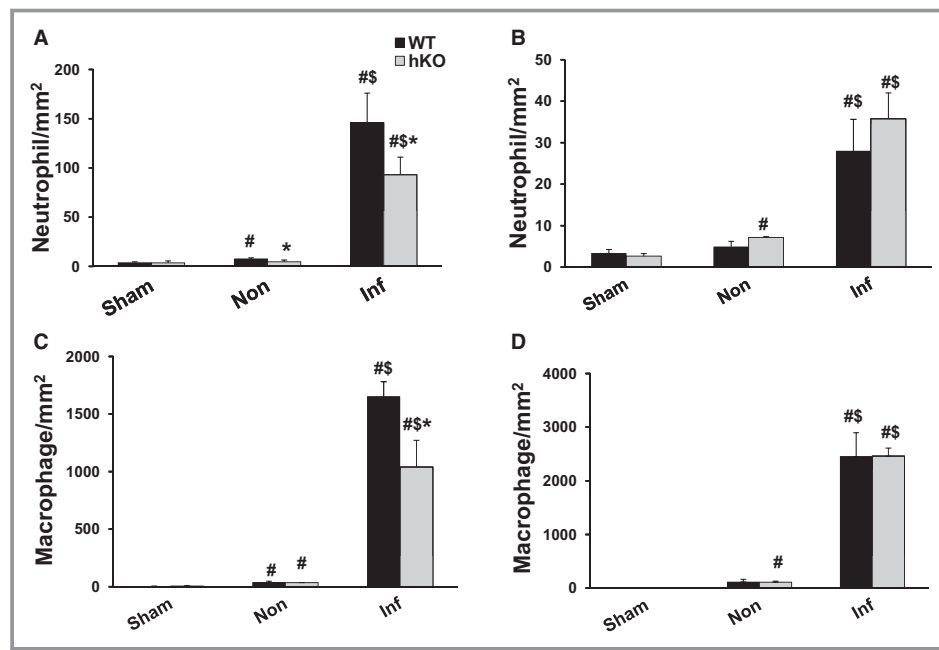 A
WT
hKO
Neutrophil/mm²
200
150
100
50
0
#
*
#$
#$*
Sham
Non
Inf
B
Neutrophil/mm²
50
40
30
20
10
0
#
#$
#$
Sham
Non
Inf
C
Macrophage/mm²
2000
1500
1000
500
0
#
#
#$
#$*
Sham
Non
Inf
D
Macrophage/mm²
4000
3000
2000
1000
0
#
#$
#$
Sham
Non
Inf